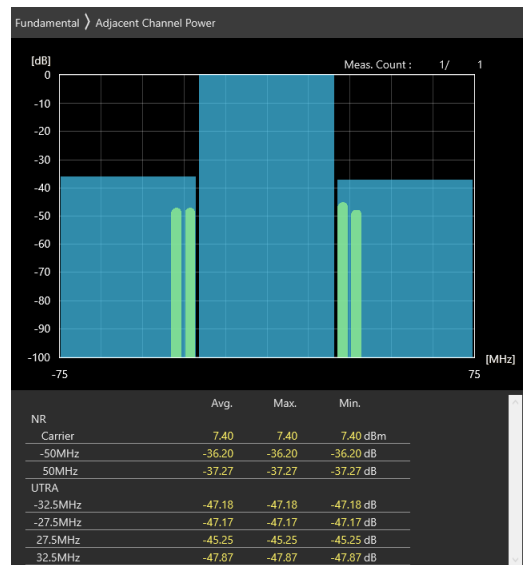 Fundamental 〉 Adjacent Channel Power
[dB]
Meas. Count : 1/ 1
0
-10
-20
-30
-40
-50
-60
-70
-80
-90
-100
[MHz]
-75 75
Avg. Max. Min.
NR
Carrier 7.40 7.40 7.40 dBm
-50MHz -36.20 -36.20 -36.20 dB
50MHz -37.27 -37.27 -37.27 dB
UTRA
-32.5MHz -47.18 -47.18 -47.18 dB
-27.5MHz -47.17 -47.17 -47.17 dB
27.5MHz -45.25 -45.25 -45.25 dB
32.5MHz -47.87 -47.87 -47.87 dB